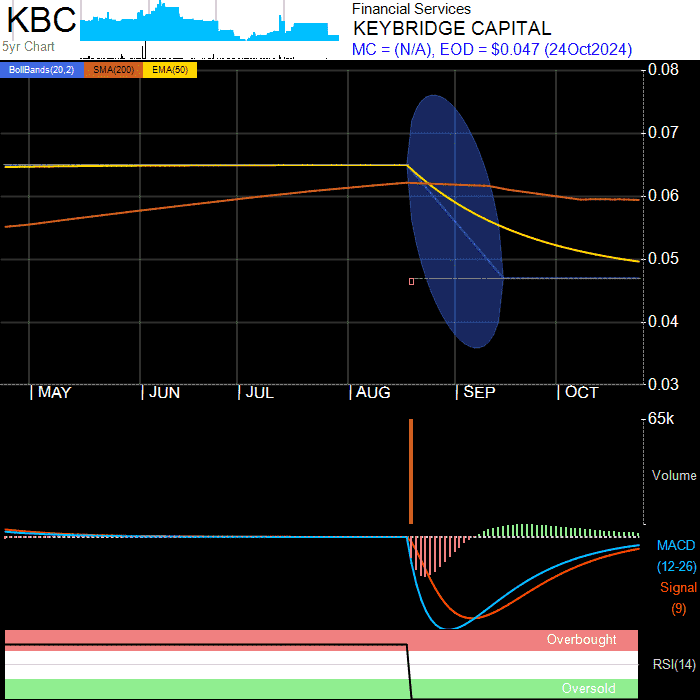 KBC
5yr Chart
Financial Services
KEYBRIDGE CAPITAL
MC = (N/A), EOD = $0.047 (24Oct2024)
BollBands(20,2) SMA(200) EMA(50)
0.08
0.07
0.06
0.05
0.04
0.03
| MAY | JUN | JUL | AUG | SEP | OCT
65k
Volume
MACD
(12-26)
Signal
(9)
Overbought
RSI(14)
Oversold